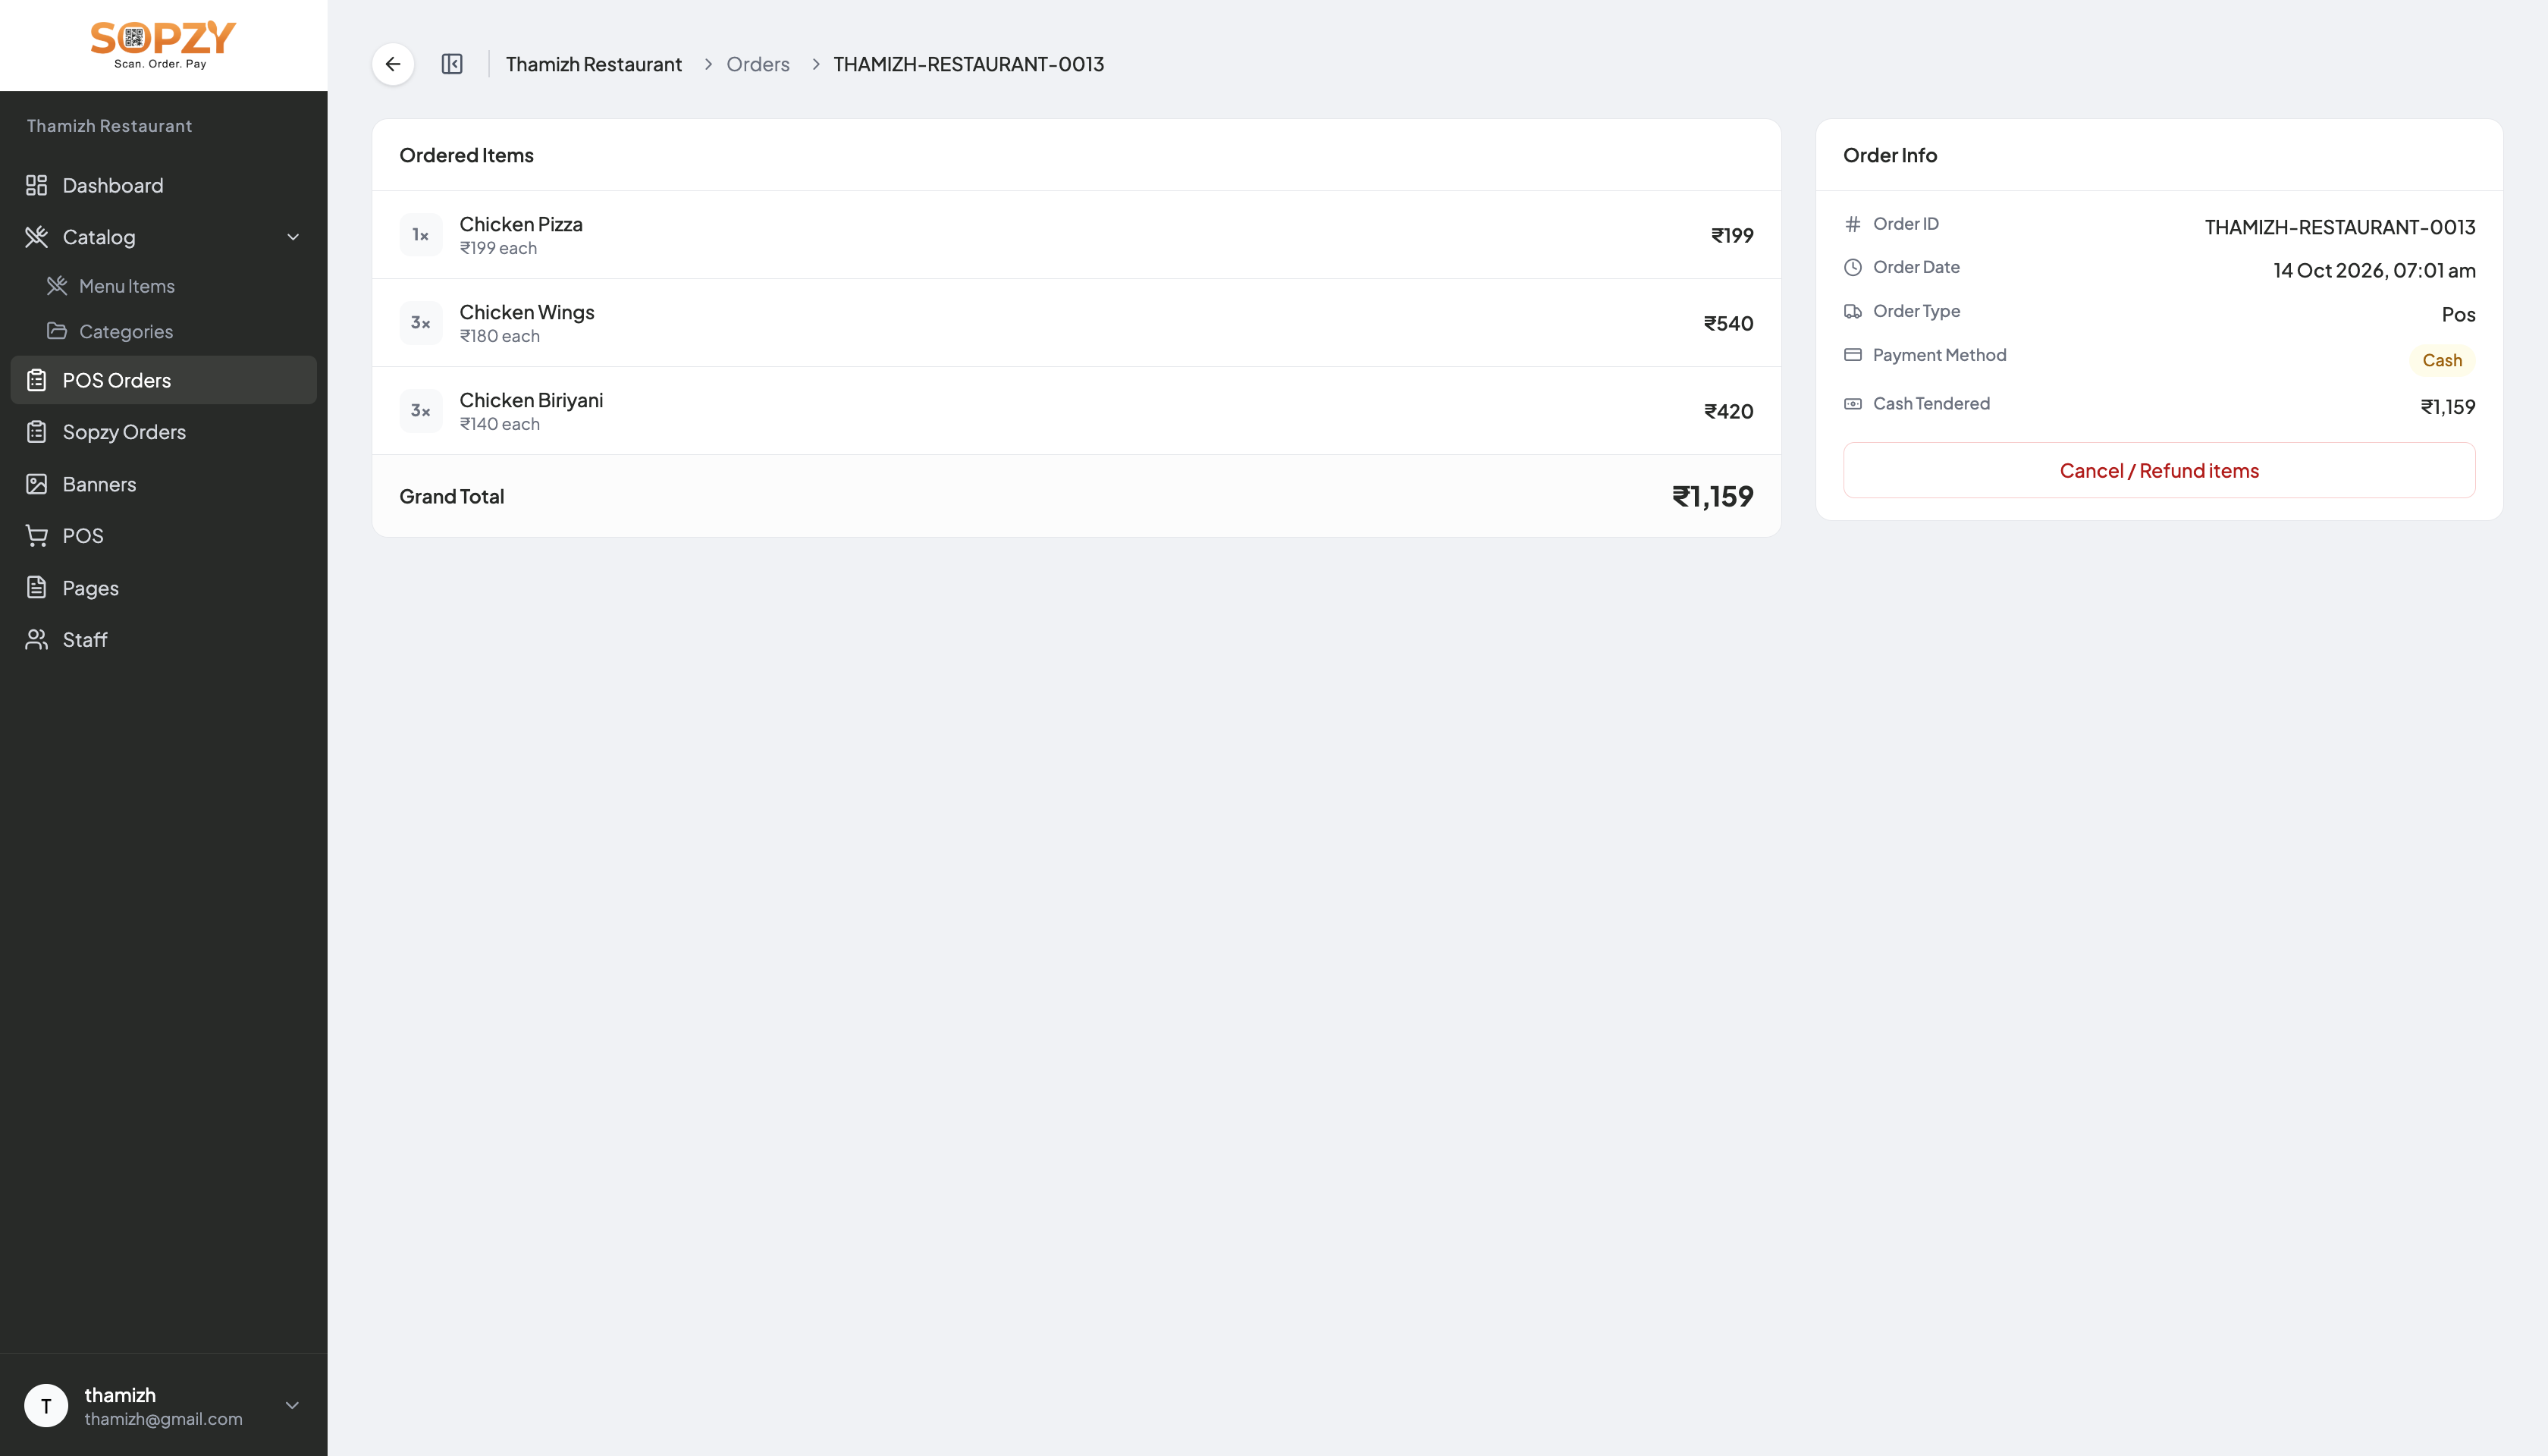 SOPZY
Scan. Order. Pay
Thamizh Restaurant
Dashboard
Catalog
Menu Items
Categories
POS Orders
Sopzy Orders
Banners
POS
Pages
Staff
T
thamizh
thamizh@gmail.com
Thamizh Restaurant > Orders > THAMIZH-RESTAURANT-0013
Ordered Items
1× Chicken Pizza ₹199
₹199 each
3× Chicken Wings ₹540
₹180 each
3× Chicken Biriyani ₹420
₹140 each
Grand Total ₹1,159
Order Info
Order ID THAMIZH-RESTAURANT-0013
Order Date 14 Oct 2026, 07:01 am
Order Type Pos
Payment Method Cash
Cash Tendered ₹1,159
Cancel / Refund items